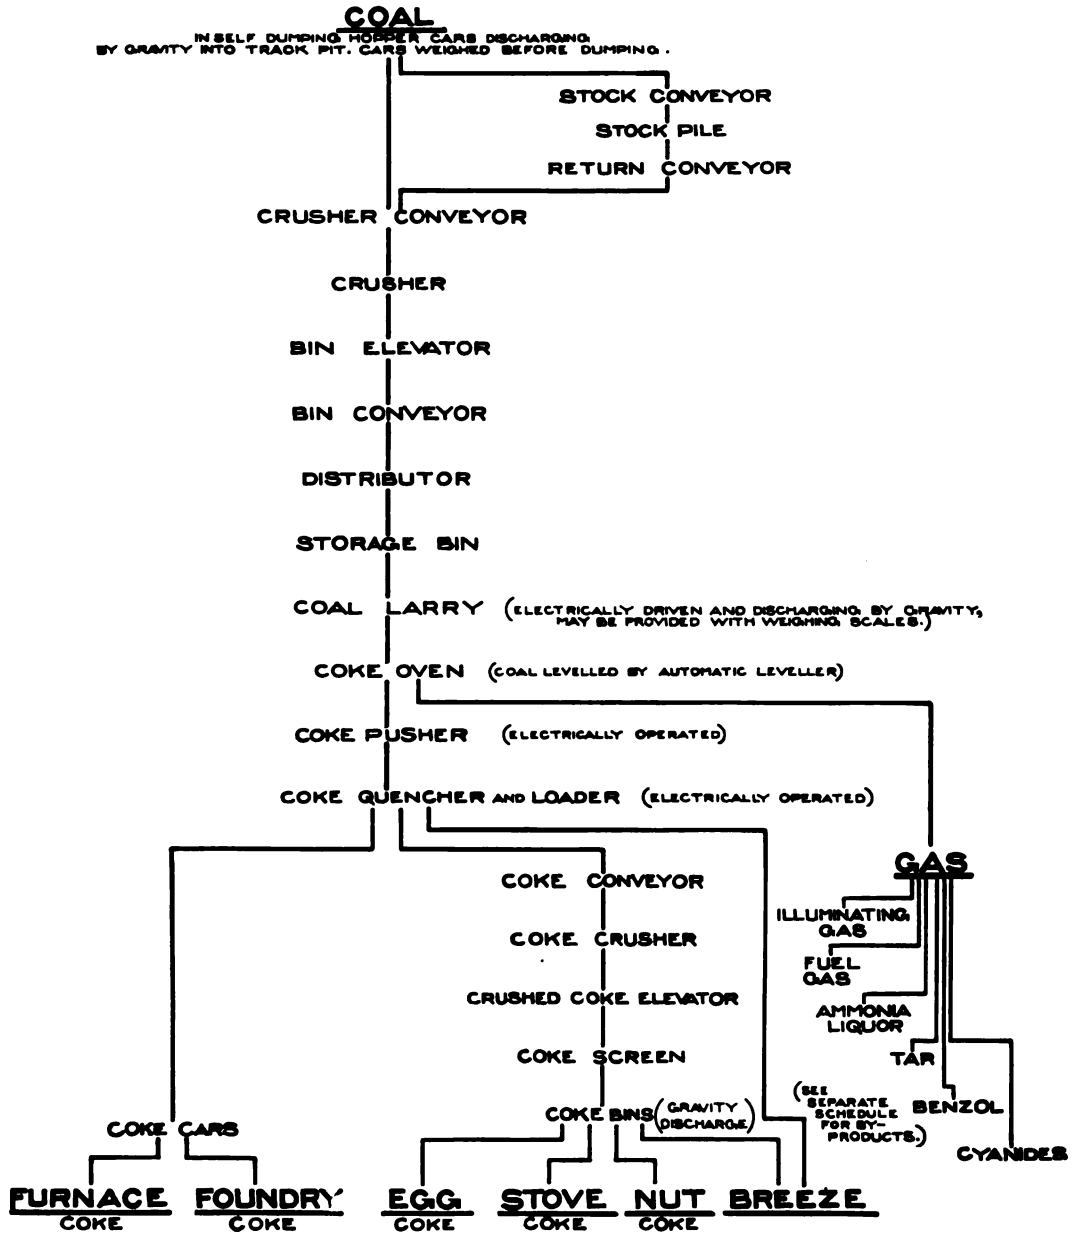 COAL
IN SELF DUMPING HOPPER CARS DISCHARGING
BY GRAVITY INTO TRACK PIT. CARS WEIGHED BEFORE DUMPING.
STOCK CONVEYOR
STOCK PILE
RETURN CONVEYOR
CRUSHER CONVEYOR
CRUSHER
BIN ELEVATOR
BIN CONVEYOR
DISTRIBUTOR
STORAGE BIN
COAL LARRY (ELECTRICALLY DRIVEN AND DISCHARGING BY GRAVITY,
MAY BE PROVIDED WITH WEIGHING SCALES.)
COKE OVEN (COAL LEVELLED BY AUTOMATIC LEVELLER)
COKE PUSHER (ELECTRICALLY OPERATED)
COKE QUENCHER AND LOADER (ELECTRICALLY OPERATED)
GAS
ILLUMINATING
GAS
FUEL
GAS
AMMONIA
LIQUOR
TAR
BENZOL
CYANIDES
(SEE
SEPARATE
SCHEDULE
FOR BY-
PRODUCTS.)
COKE CONVEYOR
COKE CRUSHER
CRUSHED COKE ELEVATOR
COKE SCREEN
COKE BINS (GRAVITY
DISCHARGE)
COKE CARS
FURNACE
COKE
FOUNDRY
COKE
EGG
COKE
STOVE
COKE
NUT
COKE
BREEZE